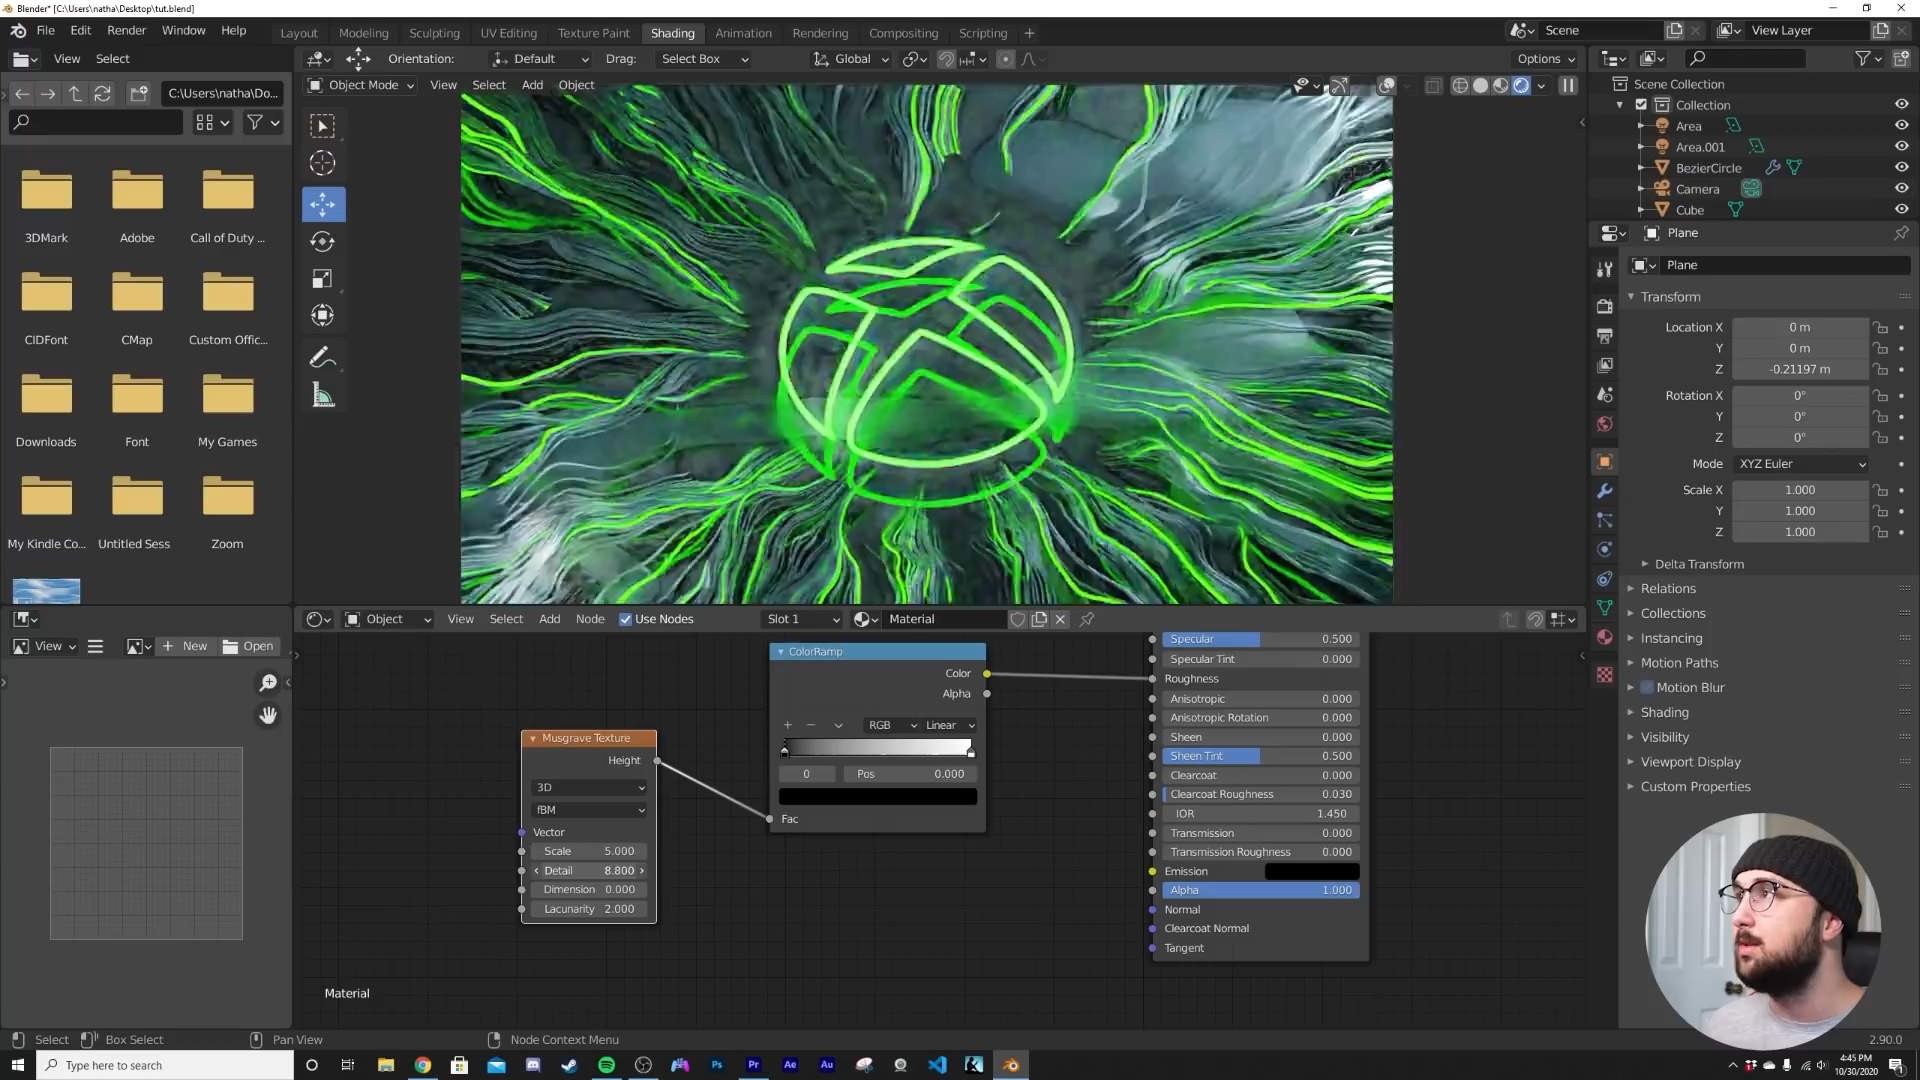 Blender* [C:\Users\natha\Desktop\tut.blend]
File Edit Render Window Help
Layout Modeling Sculpting UV Editing Texture Paint Shading Animation Rendering Compositing Scripting +
Scene View Layer
View Select
Orientation: Default Drag: Select Box Global Options
C:\Users\natha\Do...
Object Mode View Select Add Object
3DMark Adobe Call of Duty ...
CIDFont CMap Custom Offic...
Downloads Font My Games
My Kindle Co... Untitled Sess Zoom
Scene Collection
Collection
Area
Area.001
BezierCircle
Camera
Cube
Plane
Plane
Transform
Location X 0 m
Y 0 m
Z -0.21197 m
Rotation X 0°
Y 0°
Z 0°
Mode XYZ Euler
Scale X 1.000
Y 1.000
Z 1.000
Delta Transform
Relations
Collections
Instancing
Motion Paths
Motion Blur
Shading
Visibility
Viewport Display
Custom Properties
View New Open
Object View Select Add Node Use Nodes Slot 1 Material
Musgrave Texture
Height
3D
fBM
Vector
Scale 5.000
Detail 8.800
Dimension 0.000
Lacunarity 2.000
ColorRamp
Color
Alpha
+ − RGB Linear
0 Pos 0.000
Fac
Specular 0.500
Specular Tint 0.000
Roughness
Anisotropic 0.000
Anisotropic Rotation 0.000
Sheen 0.000
Sheen Tint 0.500
Clearcoat 0.000
Clearcoat Roughness 0.030
IOR 1.450
Transmission 0.000
Transmission Roughness 0.000
Emission
Alpha 1.000
Normal
Clearcoat Normal
Tangent
Material
Select Box Select Pan View Node Context Menu 2.90.0
Type here to search
Ps Pr Ae Au
4:45 PM
10/30/2020